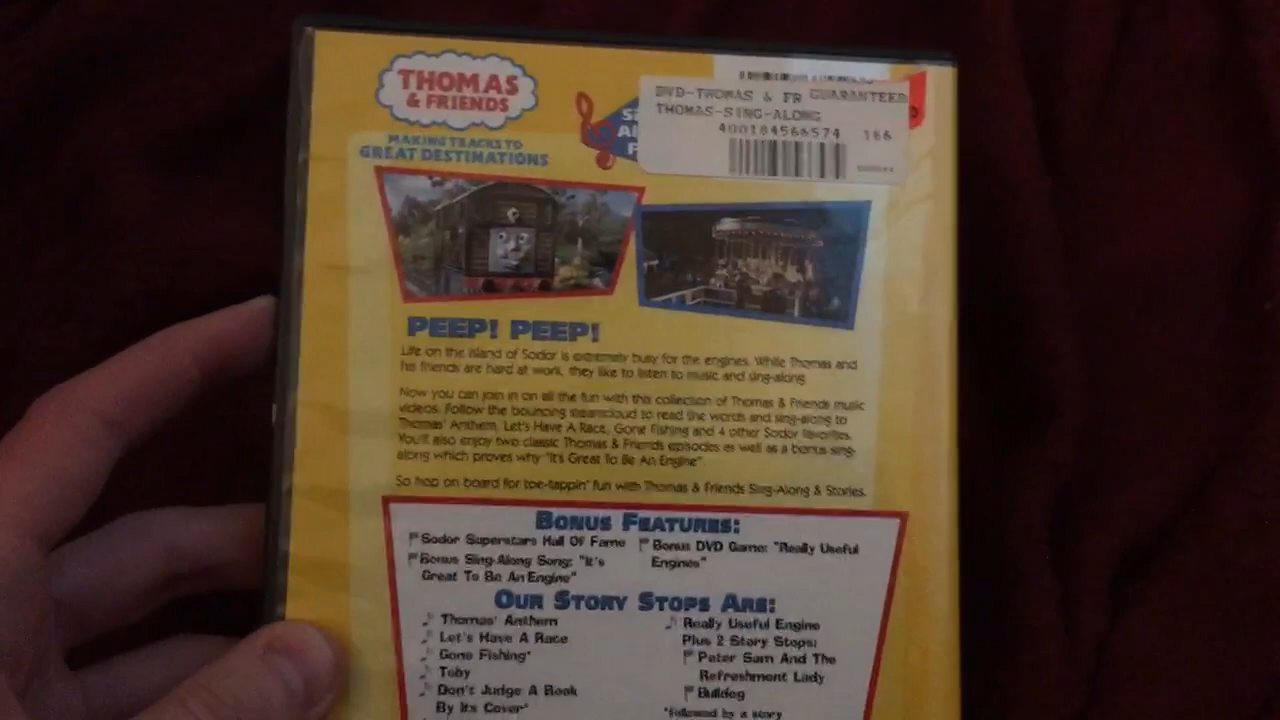 THOMAS
& FRIENDS
MAKING TRACKS TO
GREAT DESTINATIONS
DVD-THOMAS & FR GUARANTEED
THOMAS-SING-ALONG
400184566574 166
PEEP! PEEP!
Life on the island of Sodor is extremely busy for the engines. While Thomas and
his friends are hard at work, they like to listen to music and sing-along.
Now you can join in on all the fun with this collection of Thomas & Friends music
videos. Follow the bouncing steamcloud to read the words and sing-along to
Thomas' Anthem, Let's Have A Race, Gone Fishing and 4 other Sodor favorites.
You'll also enjoy two classic Thomas & Friends episodes as well as a bonus sing-
along which proves why "It's Great To Be An Engine".
So hop on board for toe-tappin' fun with Thomas & Friends Sing-Along & Stories.
BONUS FEATURES:
Sodor Superstars Hall Of Fame
Bonus Sing-Along Song: "It's
Great To Be An Engine"
Bonus DVD Game: "Really Useful
Engines"
OUR STORY STOPS ARE:
Thomas' Anthem
Let's Have A Race
Gone Fishing*
Toby
Don't Judge A Book
By Its Cover*
Really Useful Engine
Plus 2 Story Stops:
Peter Sam And The
Refreshment Lady
Bulldog
*followed by a story